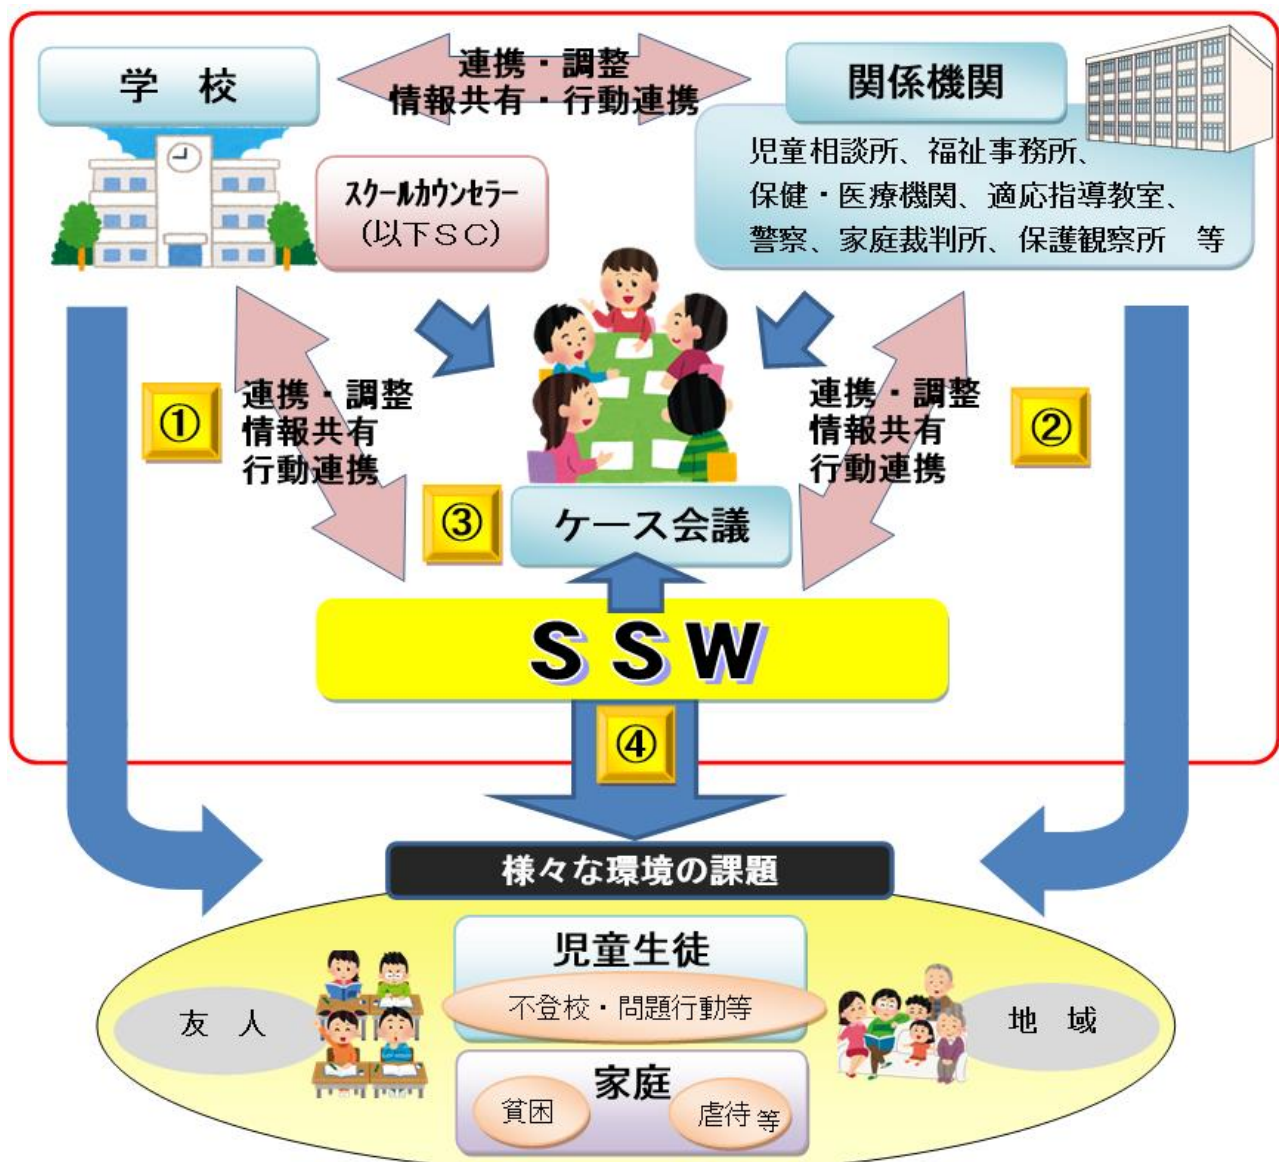 学　校
連携・調整
情報共有・行動連携
関係機関
児童相談所、福祉事務所、
保健・医療機関、適応指導教室、
警察、家庭裁判所、保護観察所　等
ｽｸｰﾙｶｳﾝｾﾗｰ
（以下ＳＣ）
①
連携・調整
情報共有
行動連携
連携・調整
情報共有
行動連携
②
③
ケース会議
ＳＳＷ
④
様々な環境の課題
児童生徒
不登校・問題行動等
友　人
地　域
家庭
貧困
虐待等